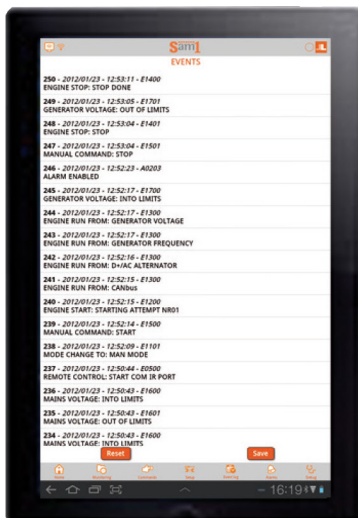 Sam1
EVENTS
250 - 2012/01/23 - 12:53:11 - E1400
ENGINE STOP: STOP DONE
249 - 2012/01/23 - 12:53:05 - E1701
GENERATOR VOLTAGE: OUT OF LIMITS
248 - 2012/01/23 - 12:53:04 - E1401
ENGINE STOP: STOP
247 - 2012/01/23 - 12:53:04 - E1501
MANUAL COMMAND: STOP
246 - 2012/01/23 - 12:52:23 - A0203
ALARM ENABLED
245 - 2012/01/23 - 12:52:17 - E1700
GENERATOR VOLTAGE: INTO LIMITS
244 - 2012/01/23 - 12:52:17 - E1300
ENGINE RUN FROM: GENERATOR VOLTAGE
243 - 2012/01/23 - 12:52:17 - E1300
ENGINE RUN FROM: GENERATOR FREQUENCY
242 - 2012/01/23 - 12:52:16 - E1300
ENGINE RUN FROM: D+/AC ALTERNATOR
241 - 2012/01/23 - 12:52:15 - E1300
ENGINE RUN FROM: CANbus
240 - 2012/01/23 - 12:52:15 - E1200
ENGINE START: STARTING ATTEMPT NR01
239 - 2012/01/23 - 12:52:14 - E1500
MANUAL COMMAND: START
238 - 2012/01/23 - 12:52:09 - E1101
MODE CHANGE TO: MAN MODE
237 - 2012/01/23 - 12:50:44 - E0500
REMOTE CONTROL: START COM IR PORT
236 - 2012/01/23 - 12:50:43 - E1600
MAINS VOLTAGE: INTO LIMITS
235 - 2012/01/23 - 12:50:43 - E1601
MAINS VOLTAGE: OUT OF LIMITS
234 - 2012/01/23 - 12:50:43 - E1600
MAINS VOLTAGE: INTO LIMITS
Reset Save
16:19